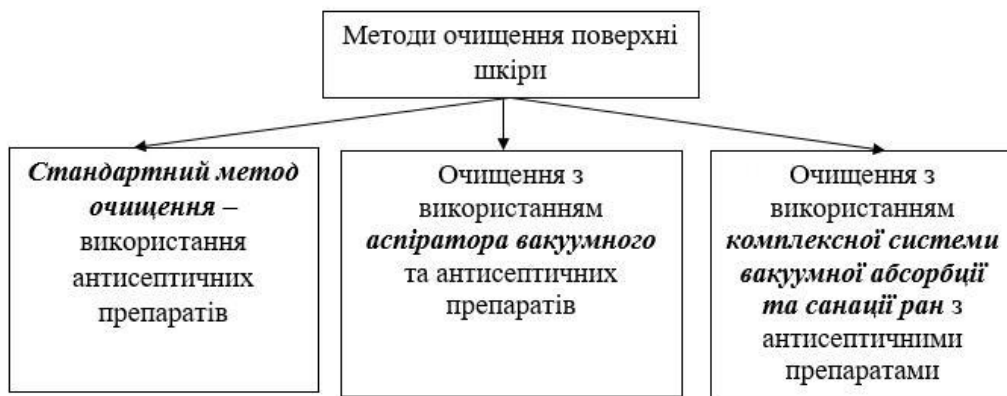 Методи очищення поверхні
шкіри
Стандартний метод
очищення –
використання
антисептичних
препаратів
Очищення з
використанням
аспіратора вакуумного
та антисептичних
препаратів
Очищення з
використанням
комплексної системи
вакуумної абсорбції
та санації ран з
антисептичними
препаратами